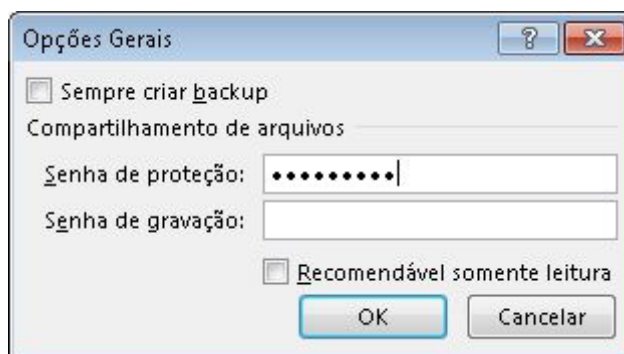 Opções Gerais
Sempre criar backup
Compartilhamento de arquivos
Senha de proteção: •••••••••
Senha de gravação:
Recomendável somente leitura
OK Cancelar